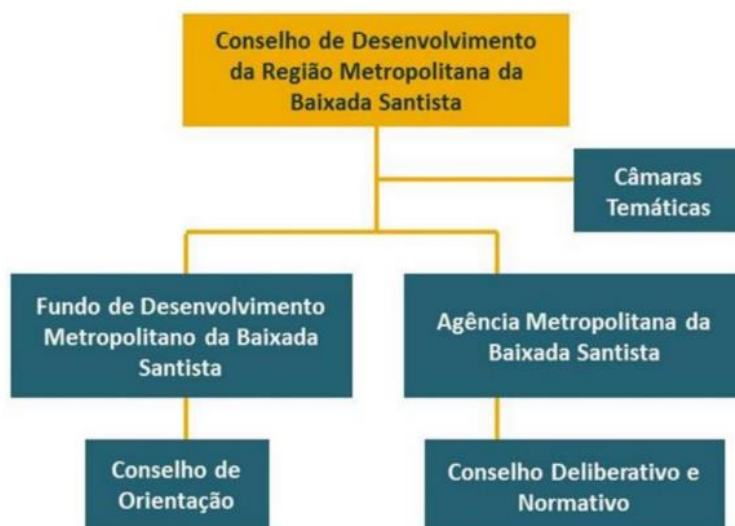 Conselho de Desenvolvimento
da Região Metropolitana da
Baixada Santista
Câmaras
Temáticas
Fundo de Desenvolvimento
Metropolitano da Baixada
Santista
Agência Metropolitana da
Baixada Santista
Conselho de
Orientação
Conselho Deliberativo e
Normativo